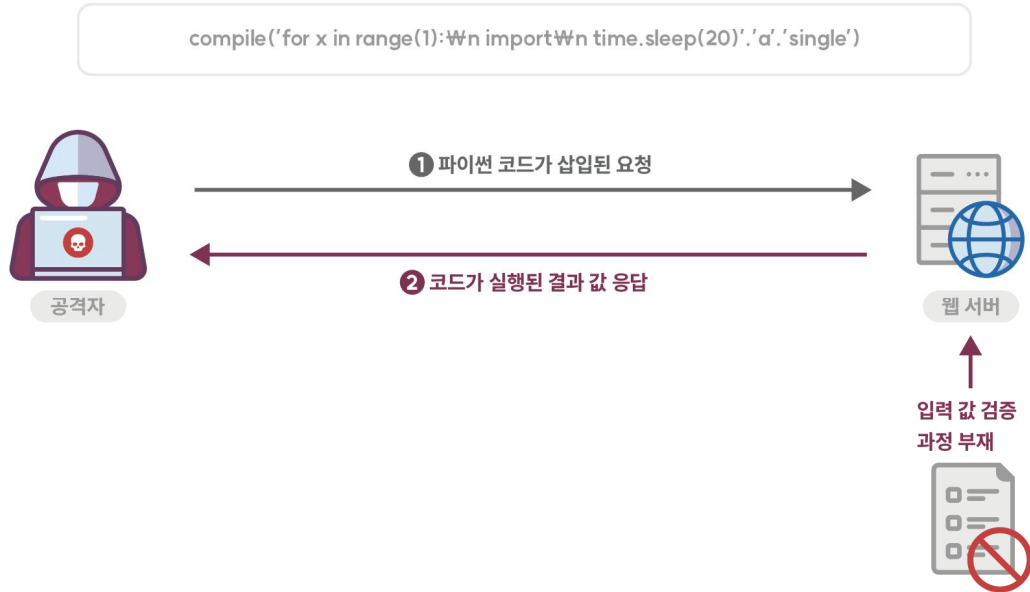 compile('for x in range(1):₩n import₩n time.sleep(20)'.'a'.'single')
❶ 파이썬 코드가 삽입된 요청
❷ 코드가 실행된 결과 값 응답
공격자
웹 서버
입력 값 검증
과정 부재